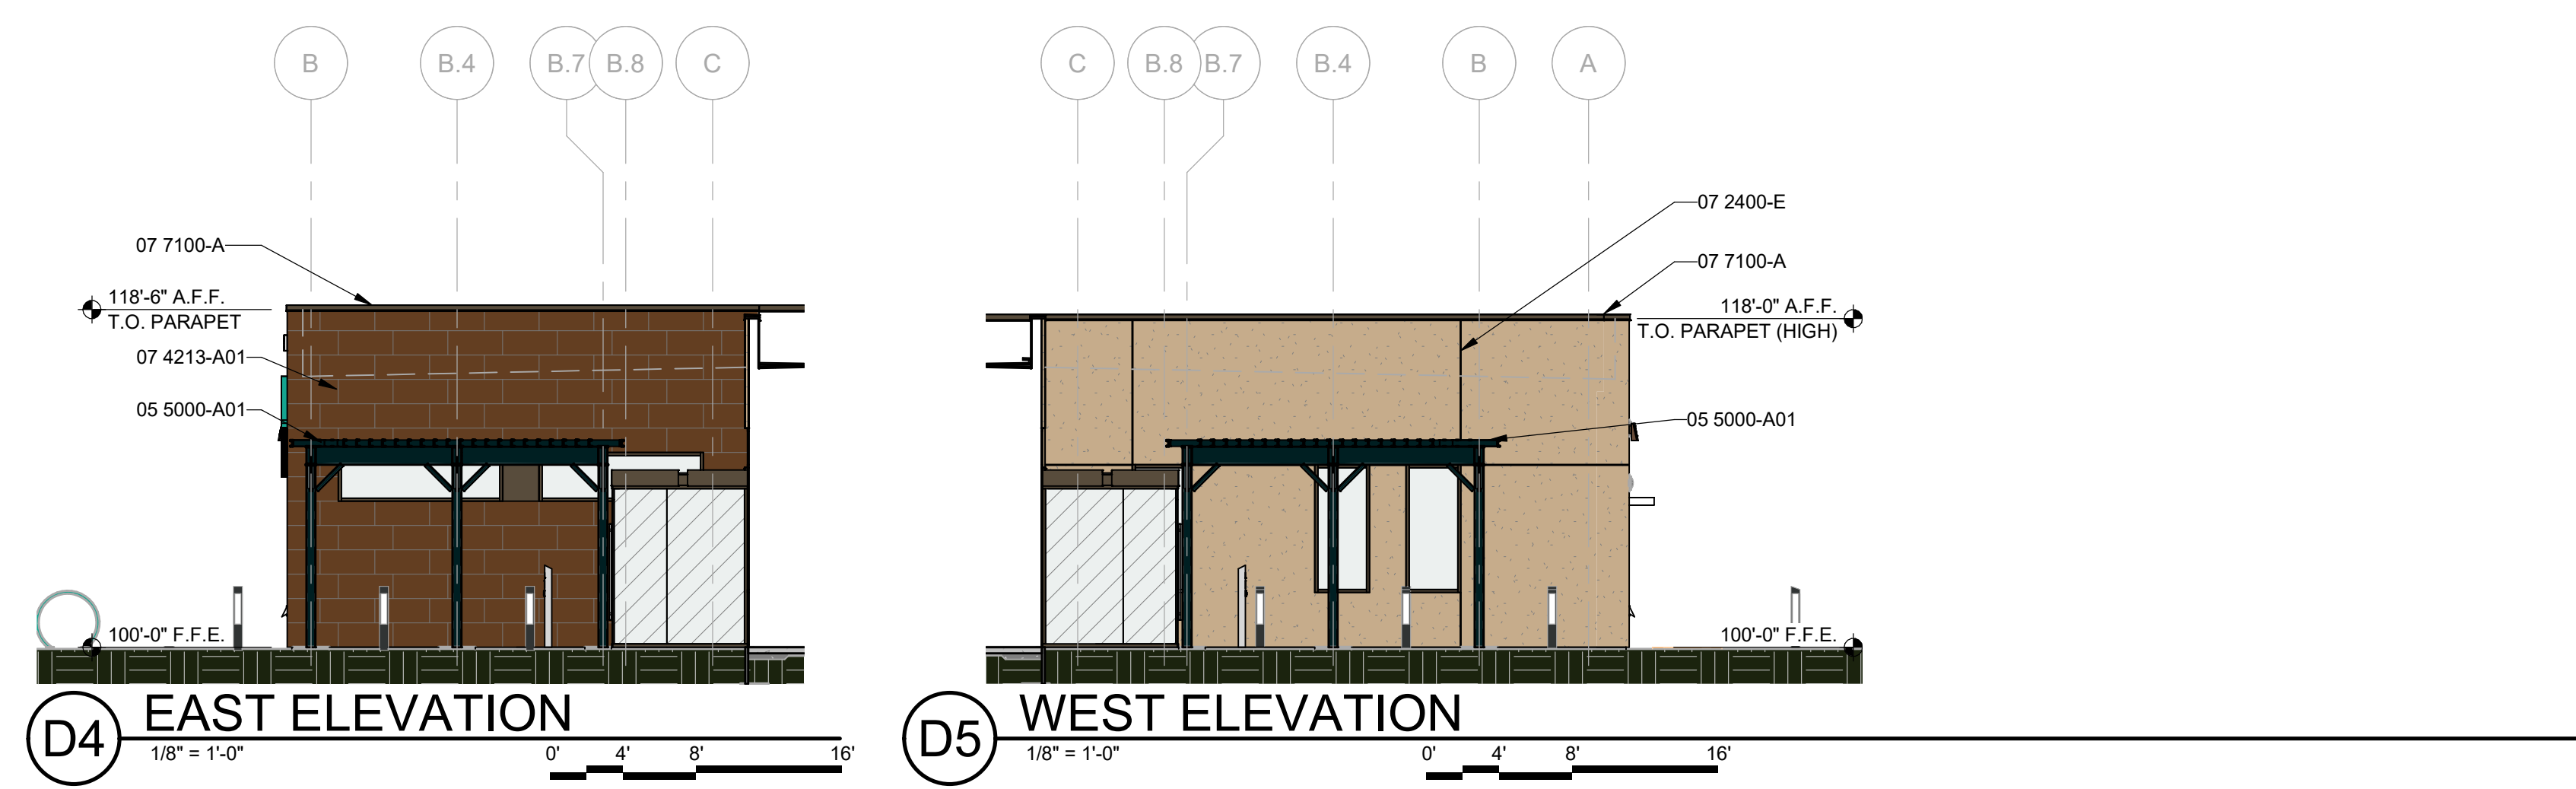 B B.4 B.7 B.8 C
07 7100-A
118'-6" A.F.F.
T.O. PARAPET
07 4213-A01
05 5000-A01
100'-0" F.F.E.
D4 EAST ELEVATION
1/8" = 1'-0" 0' 4' 8' 16'
C B.8 B.7 B.4 B A
07 2400-E
07 7100-A
118'-0" A.F.F.
T.O. PARAPET (HIGH)
05 5000-A01
100'-0" F.F.E.
D5 WEST ELEVATION
1/8" = 1'-0" 0' 4' 8' 16'